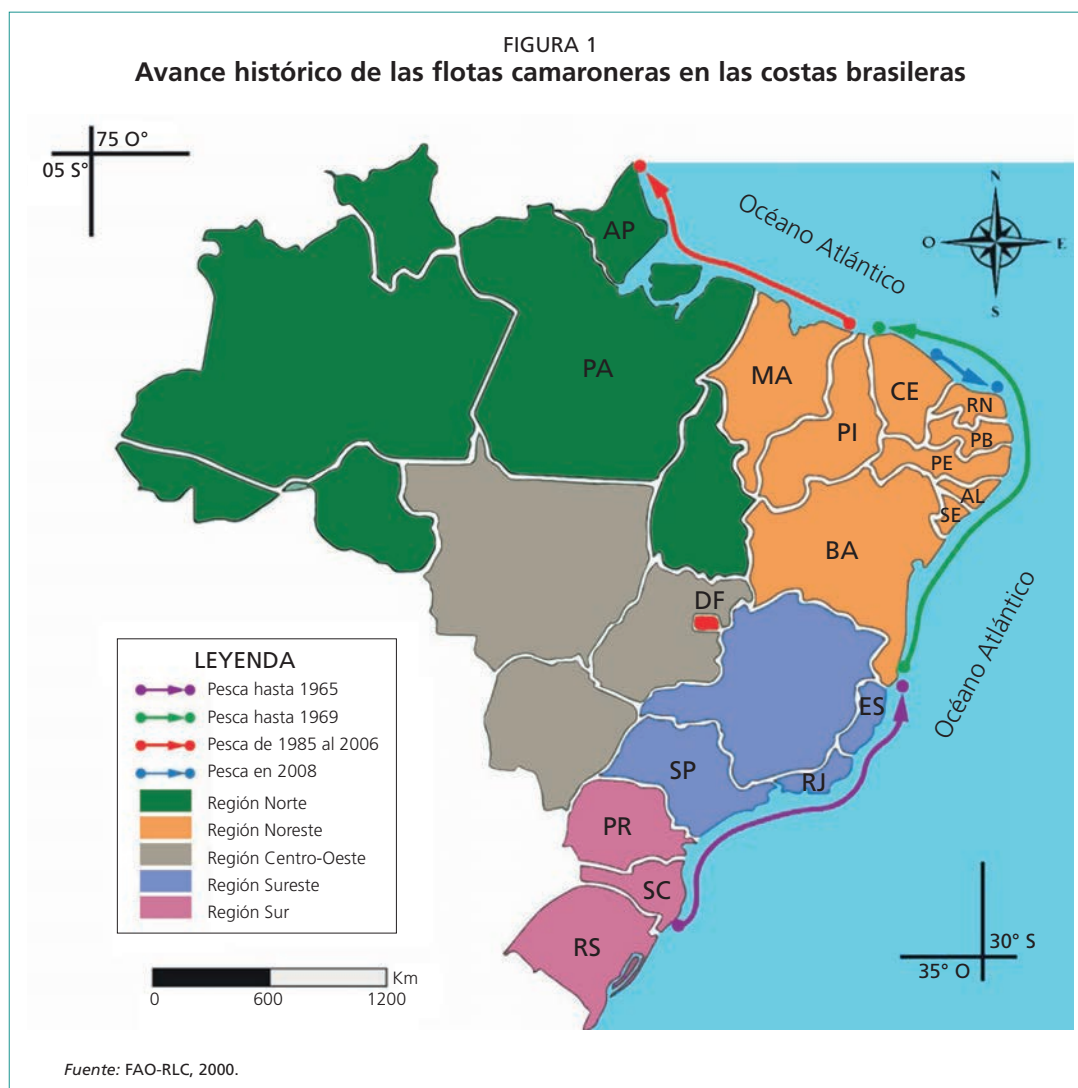 FIGURA 1
Avance histórico de las flotas camaroneras en las costas brasileras
75 O°
05 S°
N
O
E
S
Océano Atlántico
AP
PA
MA
CE
PI
RN
PB
PE
AL
SE
BA
DF
Océano Atlántico
ES
SP
RJ
PR
SC
RS
LEYENDA
Pesca hasta 1965
Pesca hasta 1969
Pesca de 1985 al 2006
Pesca en 2008
Región Norte
Región Noreste
Región Centro-Oeste
Región Sureste
Región Sur
30° S
35° O
Km
0 600 1200
Fuente: FAO-RLC, 2000.